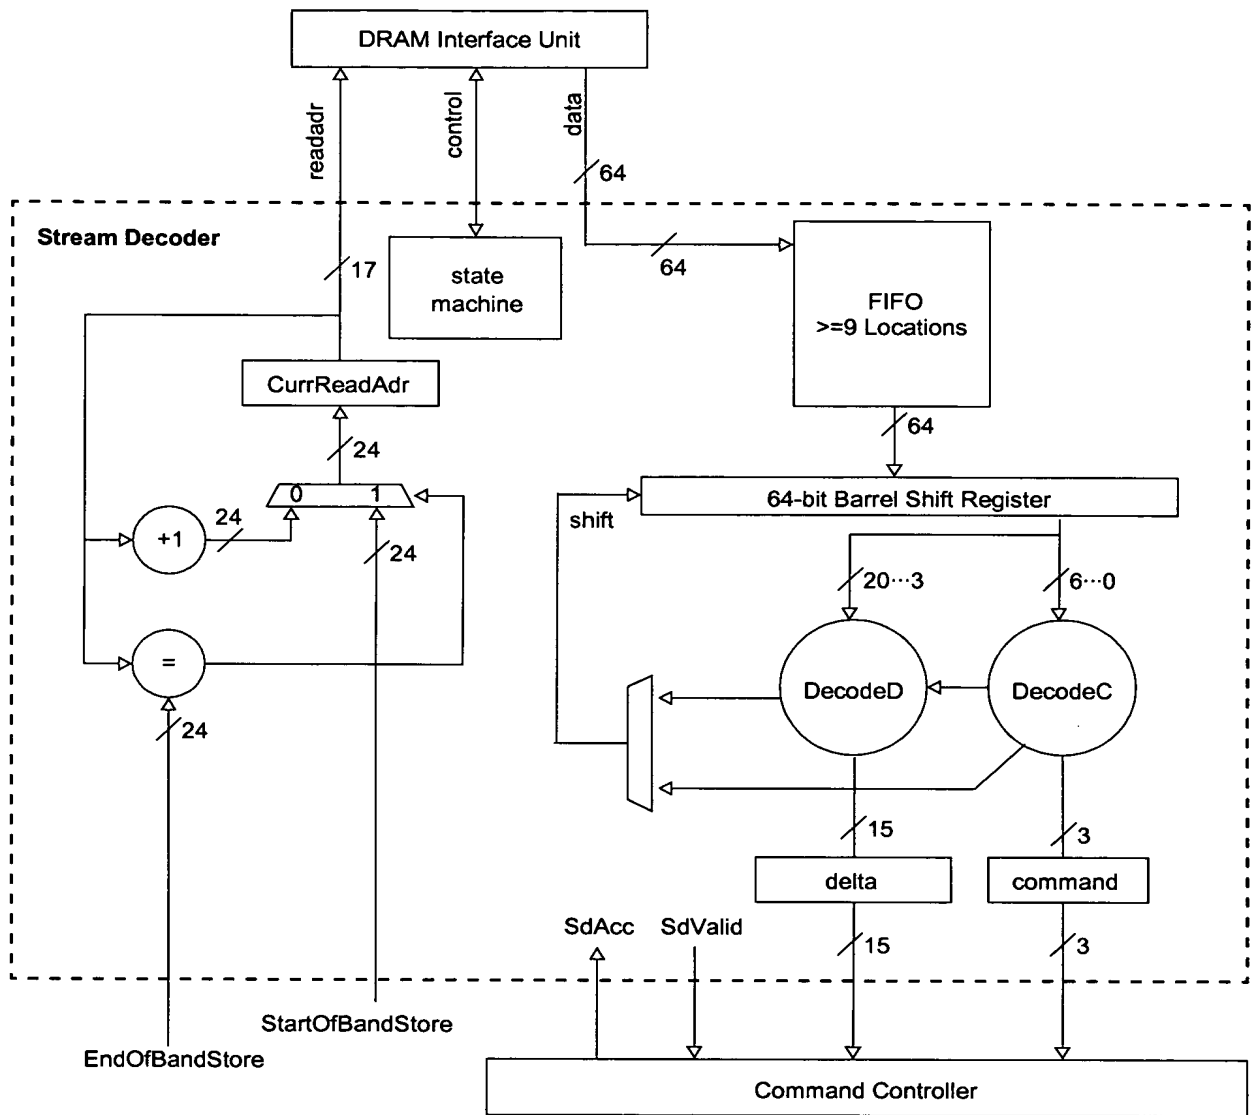 DRAM Interface Unit
readadr
control
data
64
Stream Decoder
17
state
machine
64
FIFO
>=9 Locations
CurrReadAdr
24
64
0 1
64-bit Barrel Shift Register
shift
+1
24
24
20···3
6···0
=
DecodeD
DecodeC
24
15
3
delta
command
SdAcc
SdValid
15
3
StartOfBandStore
EndOfBandStore
Command Controller